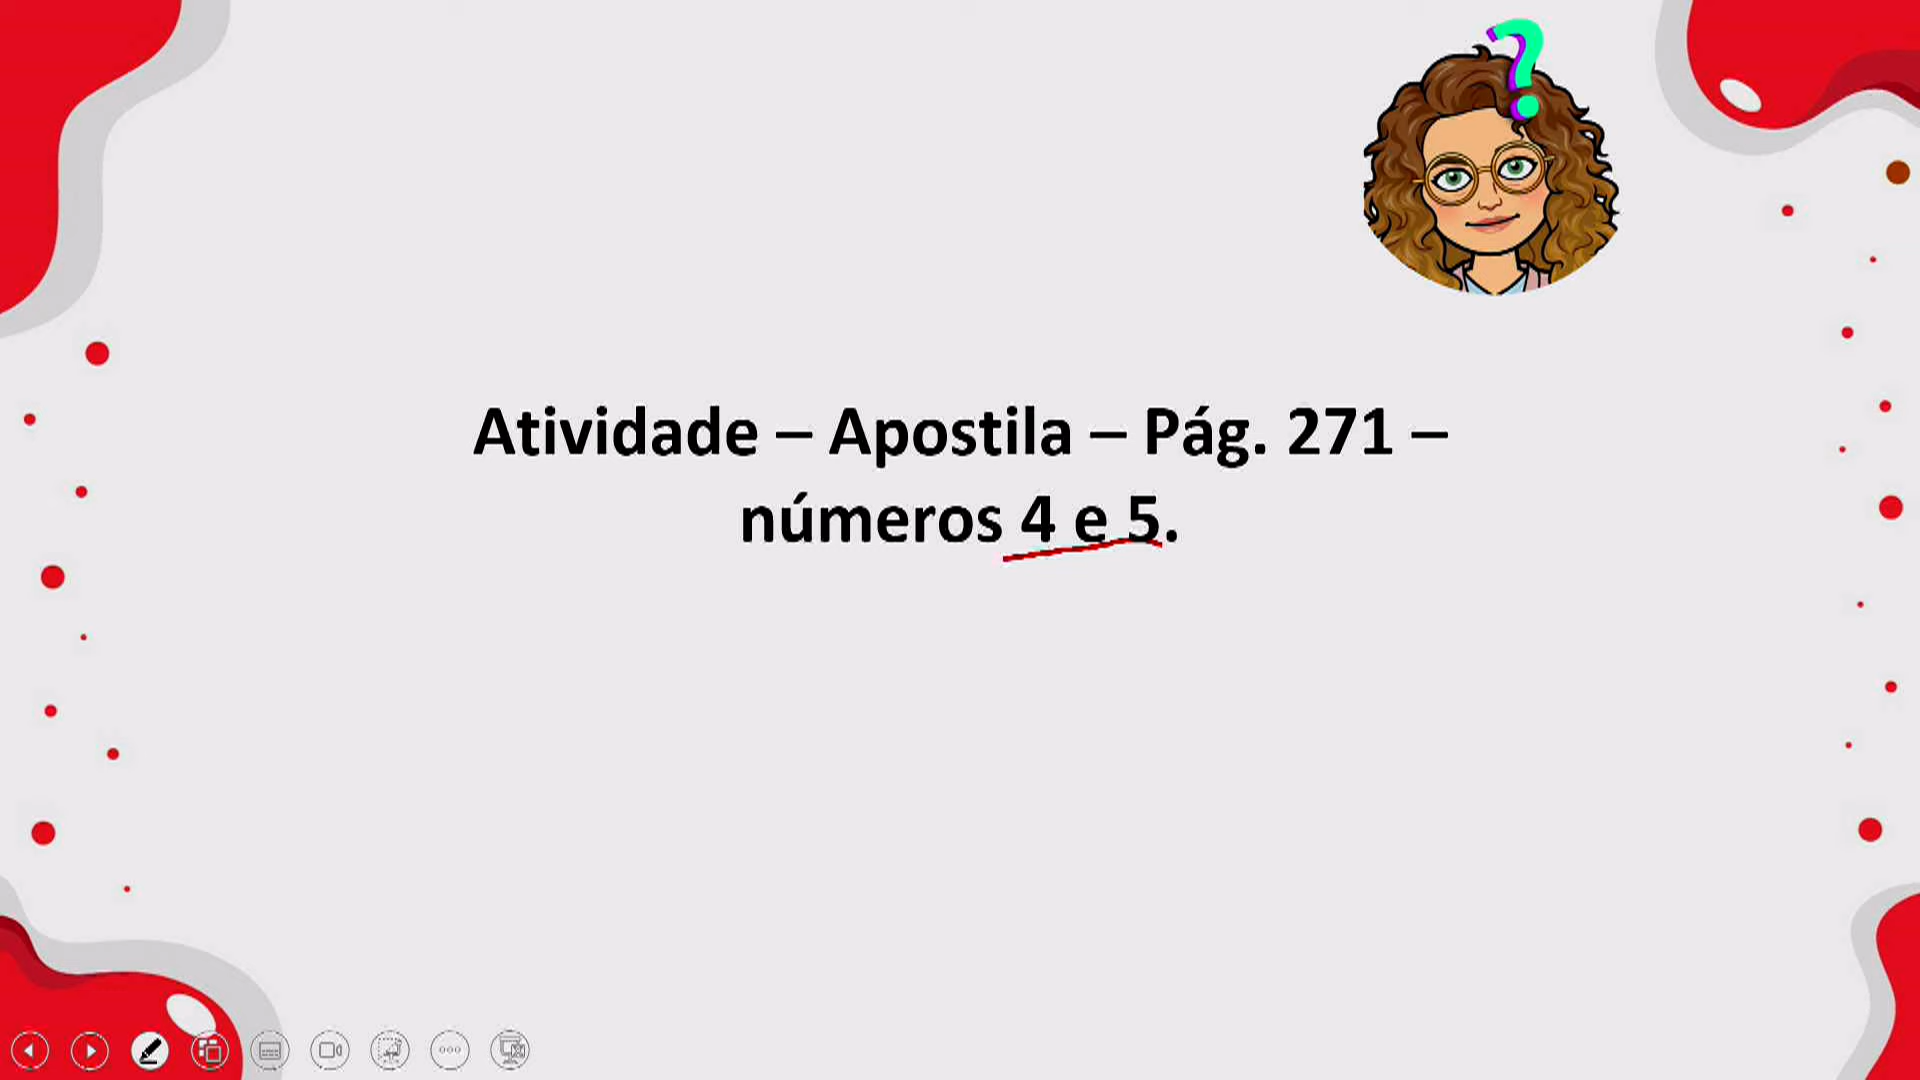 Atividade – Apostila – Pág. 271 –
números 4 e 5.